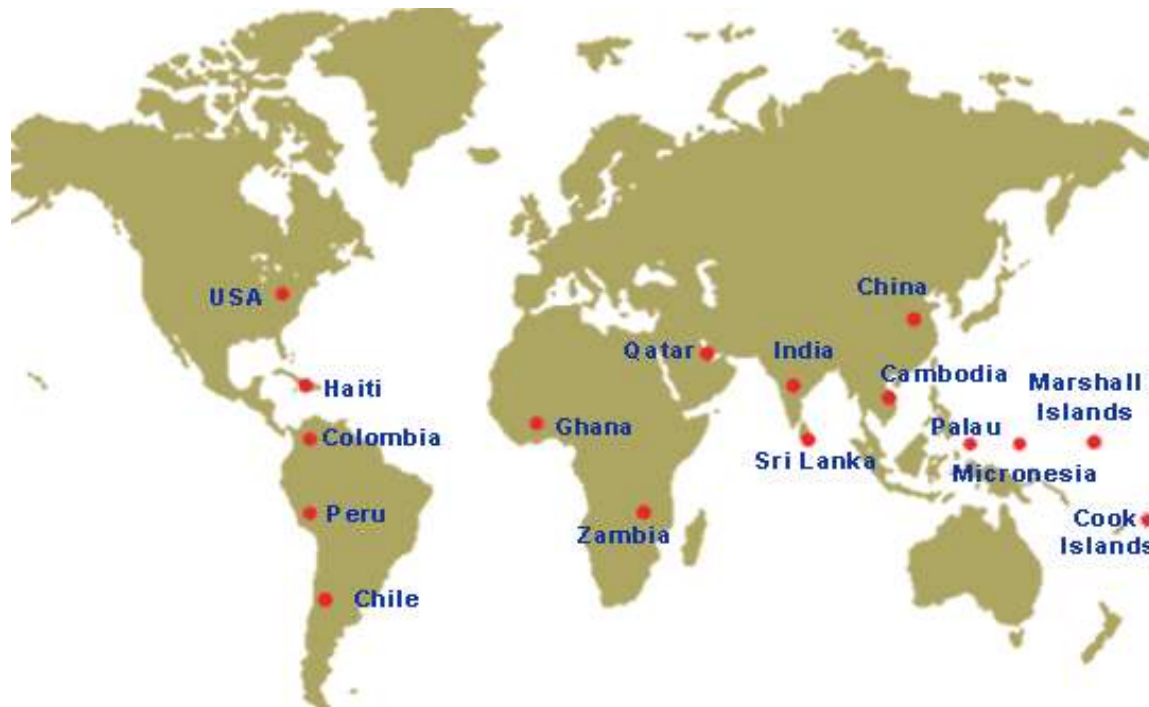 China
USA
Qatar
India
Cambodia
Marshall
Islands
Haiti
Ghana
Palau
Colombia
Sri Lanka
Micronesia
Peru
Zambia
Cook
Islands
Chile